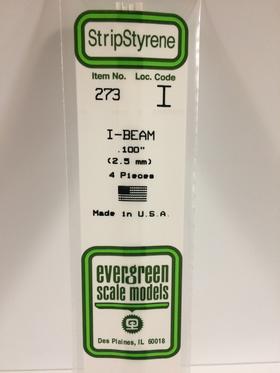 StripStyrene
Item No. Loc. Code
273 I
I-BEAM
.100"
(2.5 mm)
4 Pieces
Made in U.S.A.
evergreen
scale models
Des Plaines, IL 60018